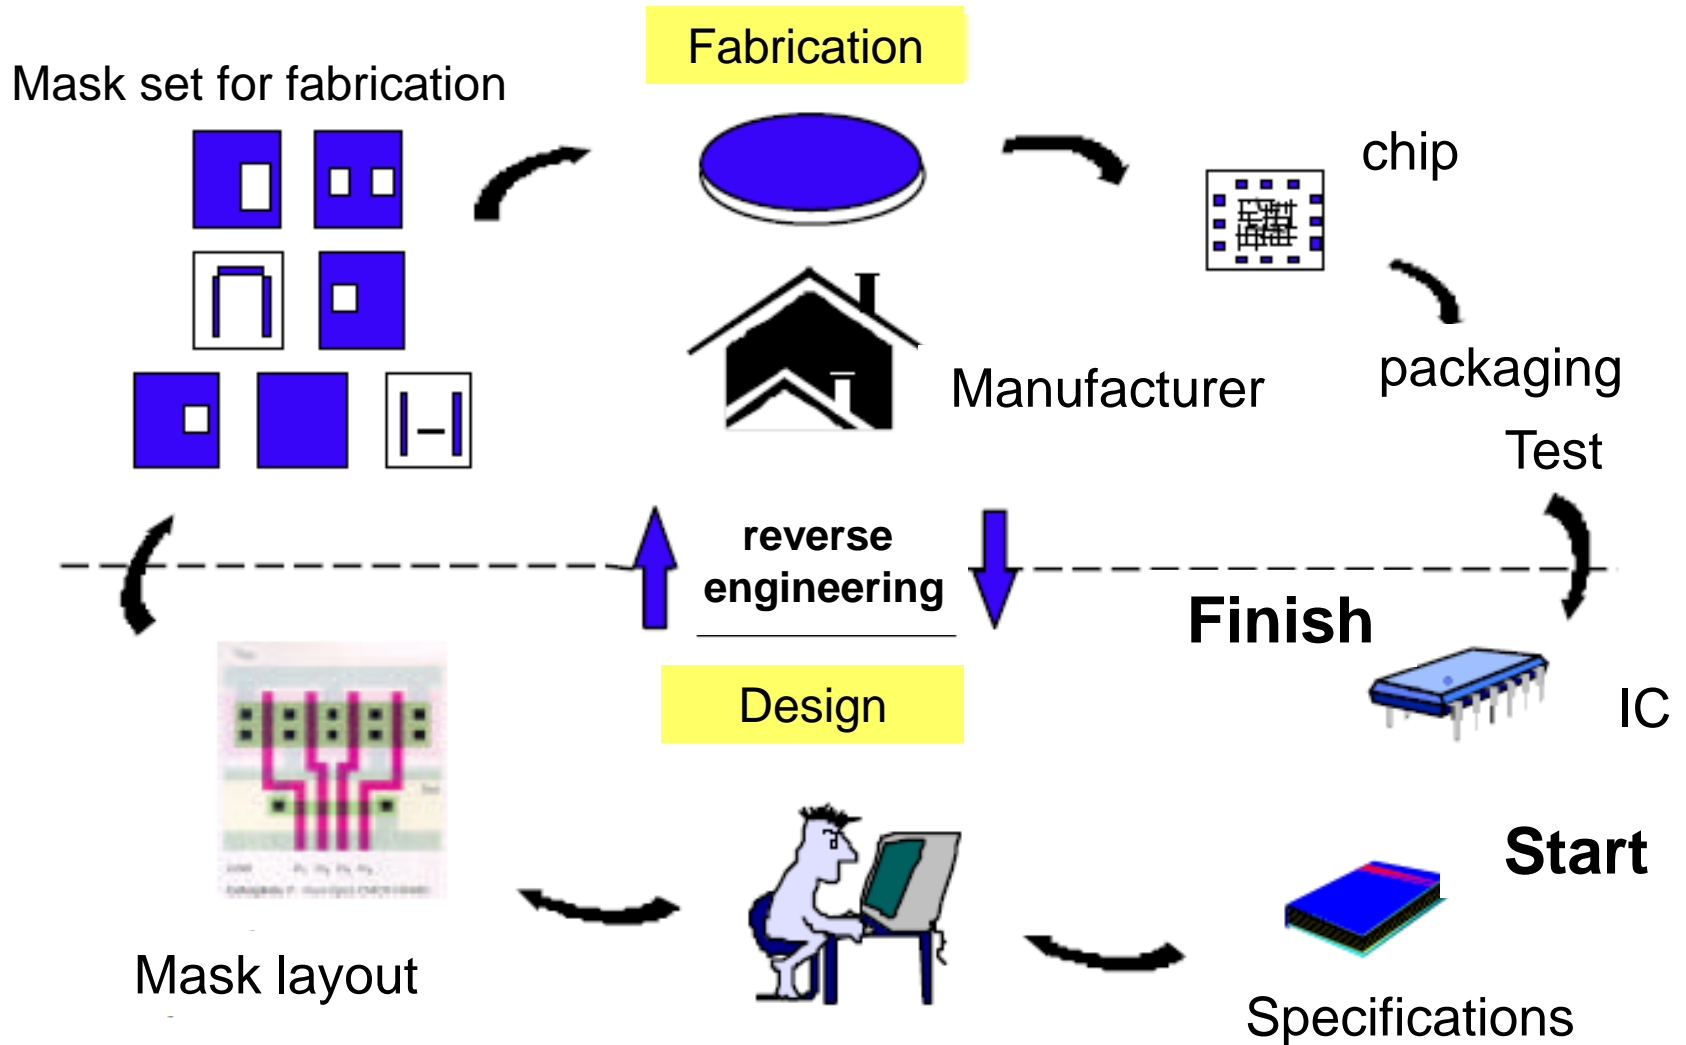 Fabrication
Mask set for fabrication
chip
packaging
Manufacturer
Test
reverse
engineering
Finish
Design
IC
Start
Mask layout
Specifications